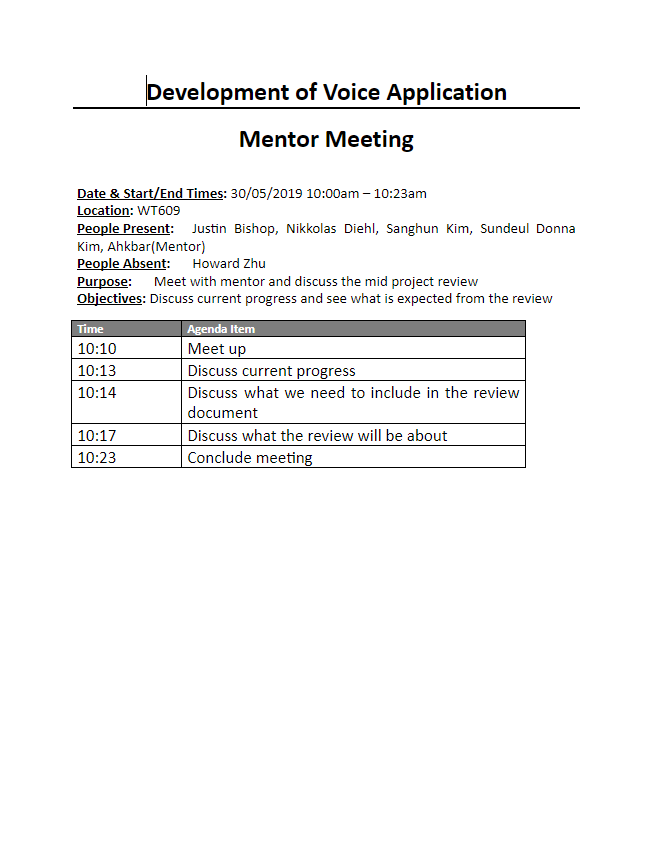 Development of Voice Application
Mentor Meeting
Date & Start/End Times: 30/05/2019 10:00am – 10:23am
Location: WT609
People Present: Justin Bishop, Nikkolas Diehl, Sanghun Kim, Sundeul Donna
Kim, Ahkbar(Mentor)
People Absent: Howard Zhu
Purpose: Meet with mentor and discuss the mid project review
Objectives: Discuss current progress and see what is expected from the review
Time Agenda Item
10:10 Meet up
10:13 Discuss current progress
10:14 Discuss what we need to include in the review
document
10:17 Discuss what the review will be about
10:23 Conclude meeting